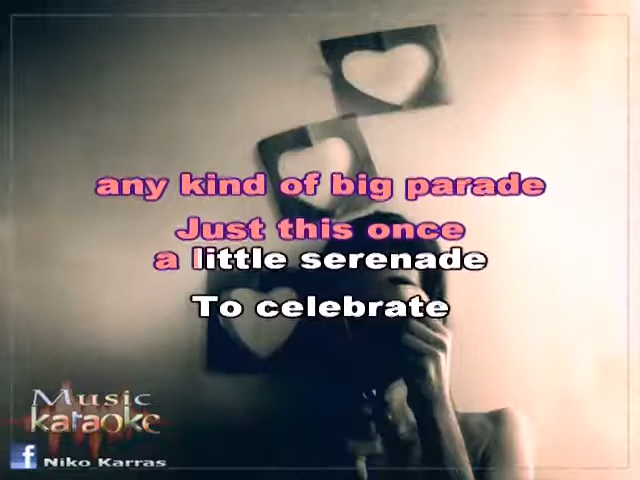 any kind of big parade
Just this once
a little serenade
To celebrate
Music
karaoke
f Niko Karras